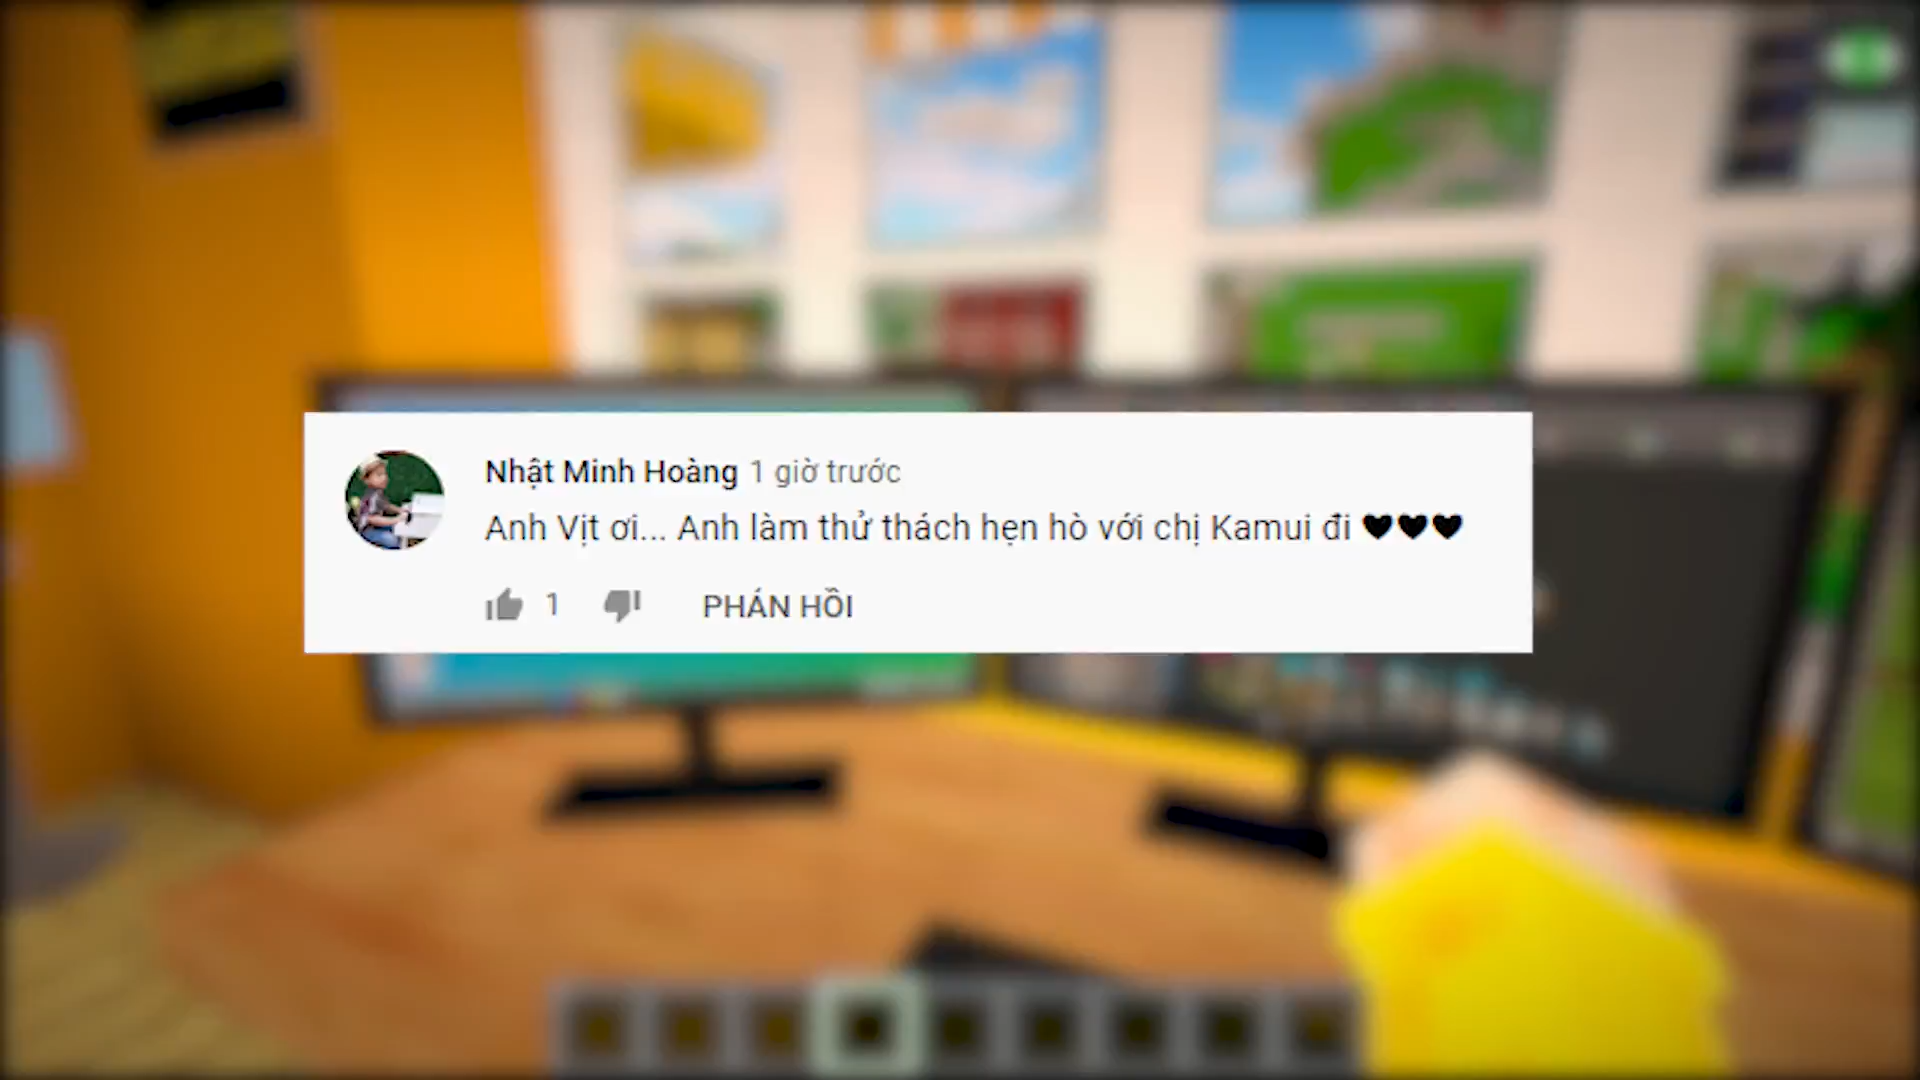 Nhật Minh Hoàng 1 giờ trước
Anh Vịt ơi... Anh làm thử thách hẹn hò với chị Kamui đi 🖤🖤🖤
1 PHẢN HỒI